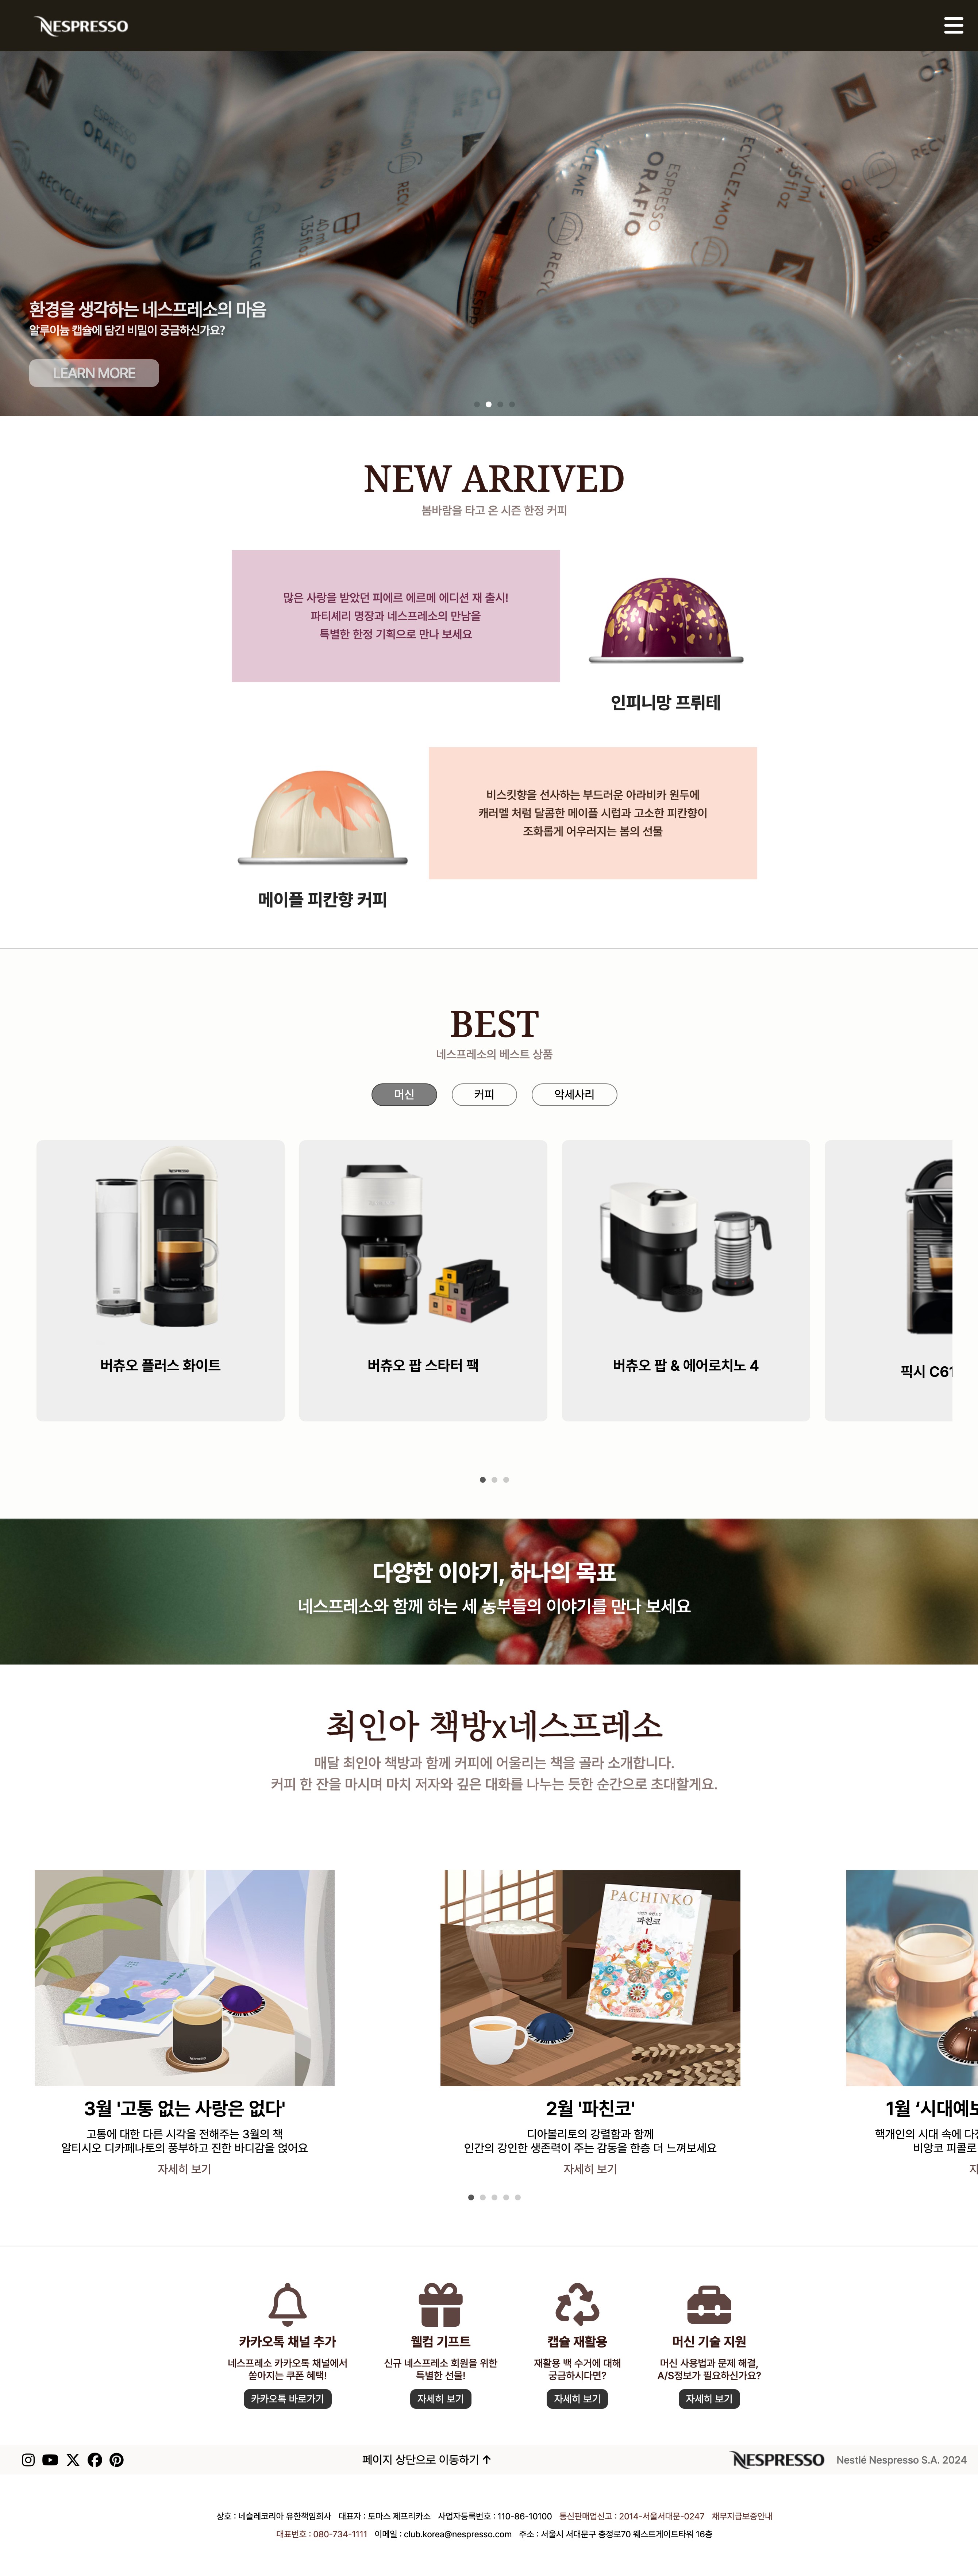 NESPRESSO
ESPRESSO
ORAFIO
RECYCLE ME
ESPRESSO
ORAFIO
RECYCLEZ-MOI
환경을 생각하는 네스프레소의 마음
알루미늄 캡슐에 담긴 비밀이 궁금하신가요?
LEARN MORE
NEW ARRIVED
봄바람을 타고 온 시즌 한정 커피
많은 사랑을 받았던 피에르 에르메 에디션 재 출시!
파티셰리 명장과 네스프레소의 만남을
특별한 한정 기획으로 만나 보세요
인피니망 프뤼테
비스킷향을 선사하는 부드러운 아라비카 원두에
캐러멜 처럼 달콤한 메이플 시럽과 고소한 피칸향이
조화롭게 어우러지는 봄의 선물
메이플 피칸향 커피
BEST
네스프레소의 베스트 상품
머신 커피 악세사리
버츄오 플러스 화이트
버츄오 팝 스타터 팩
버츄오 팝 & 에어로치노 4
픽시 C61
다양한 이야기, 하나의 목표
네스프레소와 함께 하는 세 농부들의 이야기를 만나 보세요
최인아 책방x네스프레소
매달 최인아 책방과 함께 커피에 어울리는 책을 골라 소개합니다.
커피 한 잔을 마시며 마치 저자와 깊은 대화를 나누는 듯한 순간으로 초대할게요.
PACHINKO
파친코
3월 '고통 없는 사랑은 없다'
고통에 대한 다른 시각을 전해주는 3월의 책
알티시오 디카페나토의 풍부하고 진한 바디감을 얹어요
자세히 보기
2월 '파친코'
디아볼리토의 강렬함과 함께
인간의 강인한 생존력이 주는 감동을 한층 더 느껴보세요
자세히 보기
1월 ‘시대예보
핵개인의 시대 속에
비앙코 피콜로
카카오톡 채널 추가
네스프레소 카카오톡 채널에서
쏟아지는 쿠폰 혜택!
카카오톡 바로가기
웰컴 기프트
신규 네스프레소 회원을 위한
특별한 선물!
자세히 보기
캡슐 재활용
재활용 백 수거에 대해
궁금하시다면?
자세히 보기
머신 기술 지원
머신 사용법과 문제 해결,
A/S정보가 필요하신가요?
자세히 보기
페이지 상단으로 이동하기 ↑
NESPRESSO Nestlé Nespresso S.A. 2024
상호 : 네슬레코리아 유한책임회사 대표자 : 토마스 제프리카소 사업자등록번호 : 110-86-10100 통신판매업신고 : 2014-서울서대문-0247 채무지급보증안내
대표번호 : 080-734-1111 이메일 : club.korea@nespresso.com 주소 : 서울시 서대문구 충정로70 웨스트게이트타워 16층